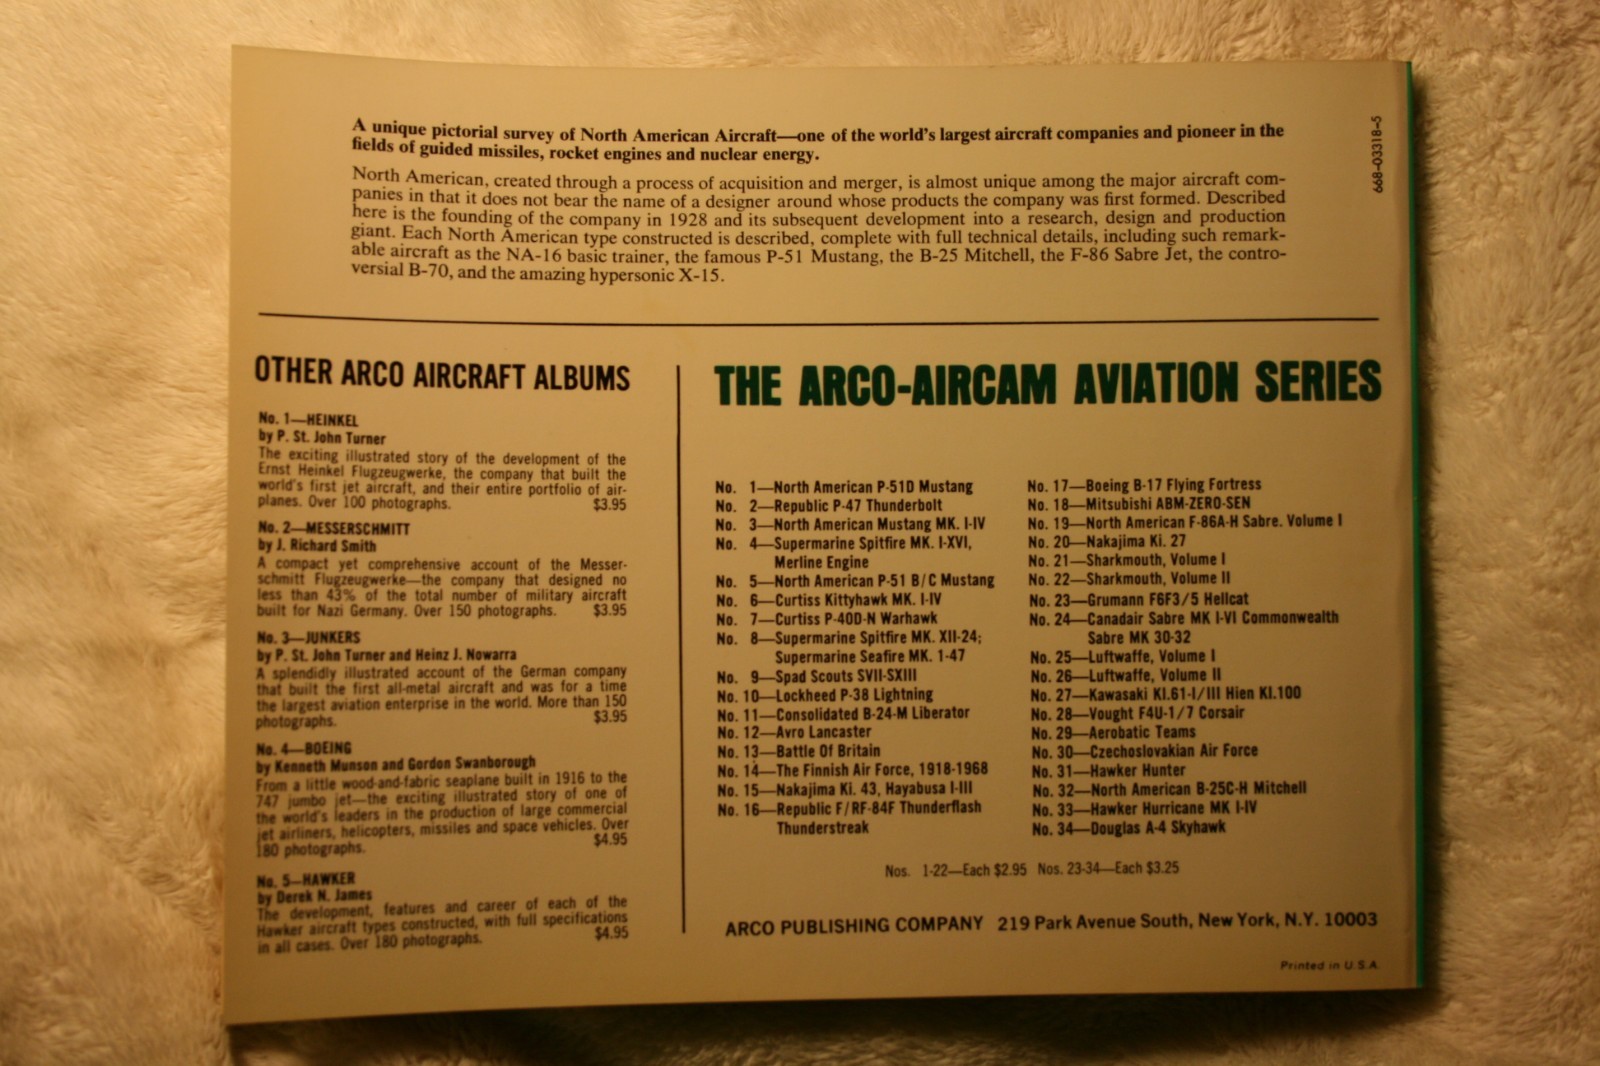 668-03318-5
A unique pictorial survey of North American Aircraft—one of the world's largest aircraft companies and pioneer in the
fields of guided missiles, rocket engines and nuclear energy.
North American, created through a process of acquisition and merger, is almost unique among the major aircraft com-
panies in that it does not bear the name of a designer around whose products the company was first formed. Described
here is the founding of the company in 1928 and its subsequent development into a research, design and production
giant. Each North American type constructed is described, complete with full technical details, including such remark-
able aircraft as the NA-16 basic trainer, the famous P-51 Mustang, the B-25 Mitchell, the F-86 Sabre Jet, the contro-
versial B-70, and the amazing hypersonic X-15.
OTHER ARCO AIRCRAFT ALBUMS
No. 1—HEINKEL
by P. St. John Turner
The exciting illustrated story of the development of the
Ernst Heinkel Flugzeugwerke, the company that built the
world's first jet aircraft, and their entire portfolio of air-
planes. Over 100 photographs. $3.95
No. 2—MESSERSCHMITT
by J. Richard Smith
A compact yet comprehensive account of the Messer-
schmitt Flugzeugwerke—the company that designed no
less than 43% of the total number of military aircraft
built for Nazi Germany. Over 150 photographs. $3.95
No. 3—JUNKERS
by P. St. John Turner and Heinz J. Nowarra
A splendidly illustrated account of the German company
that built the first all-metal aircraft and was for a time
the largest aviation enterprise in the world. More than 150
photographs. $3.95
No. 4—BOEING
by Kenneth Munson and Gordon Swanborough
From a little wood-and-fabric seaplane built in 1916 to the
747 jumbo jet—the exciting illustrated story of one of
the world's leaders in the production of large commercial
jet airliners, helicopters, missiles and space vehicles. Over
180 photographs. $4.95
No. 5—HAWKER
by Derek N. James
The development, features and career of each of the
Hawker aircraft types constructed, with full specifications
in all cases. Over 180 photographs. $4.95
THE ARCO-AIRCAM AVIATION SERIES
No. 1—North American P-51D Mustang
No. 2—Republic P-47 Thunderbolt
No. 3—North American Mustang MK. I-IV
No. 4—Supermarine Spitfire MK. I-XVI,
Merline Engine
No. 5—North American P-51 B/C Mustang
No. 6—Curtiss Kittyhawk MK. I-IV
No. 7—Curtiss P-40D-N Warhawk
No. 8—Supermarine Spitfire MK. XII-24;
Supermarine Seafire MK. 1-47
No. 9—Spad Scouts SVII-SXIII
No. 10—Lockheed P-38 Lightning
No. 11—Consolidated B-24-M Liberator
No. 12—Avro Lancaster
No. 13—Battle Of Britain
No. 14—The Finnish Air Force, 1918-1968
No. 15—Nakajima Ki. 43, Hayabusa I-III
No. 16—Republic F/RF-84F Thunderflash
Thunderstreak
No. 17—Boeing B-17 Flying Fortress
No. 18—Mitsubishi ABM-ZERO-SEN
No. 19—North American F-86A-H Sabre. Volume I
No. 20—Nakajima Ki. 27
No. 21—Sharkmouth, Volume I
No. 22—Sharkmouth, Volume II
No. 23—Grumann F6F3/5 Hellcat
No. 24—Canadair Sabre MK I-VI Commonwealth
Sabre MK 30-32
No. 25—Luftwaffe, Volume I
No. 26—Luftwaffe, Volume II
No. 27—Kawasaki KI.61-I/III Hien KI.100
No. 28—Vought F4U-1/7 Corsair
No. 29—Aerobatic Teams
No. 30—Czechoslovakian Air Force
No. 31—Hawker Hunter
No. 32—North American B-25C-H Mitchell
No. 33—Hawker Hurricane MK I-IV
No. 34—Douglas A-4 Skyhawk
Nos. 1-22—Each $2.95 Nos. 23-34—Each $3.25
ARCO PUBLISHING COMPANY 219 Park Avenue South, New York, N.Y. 10003
Printed in U.S.A.